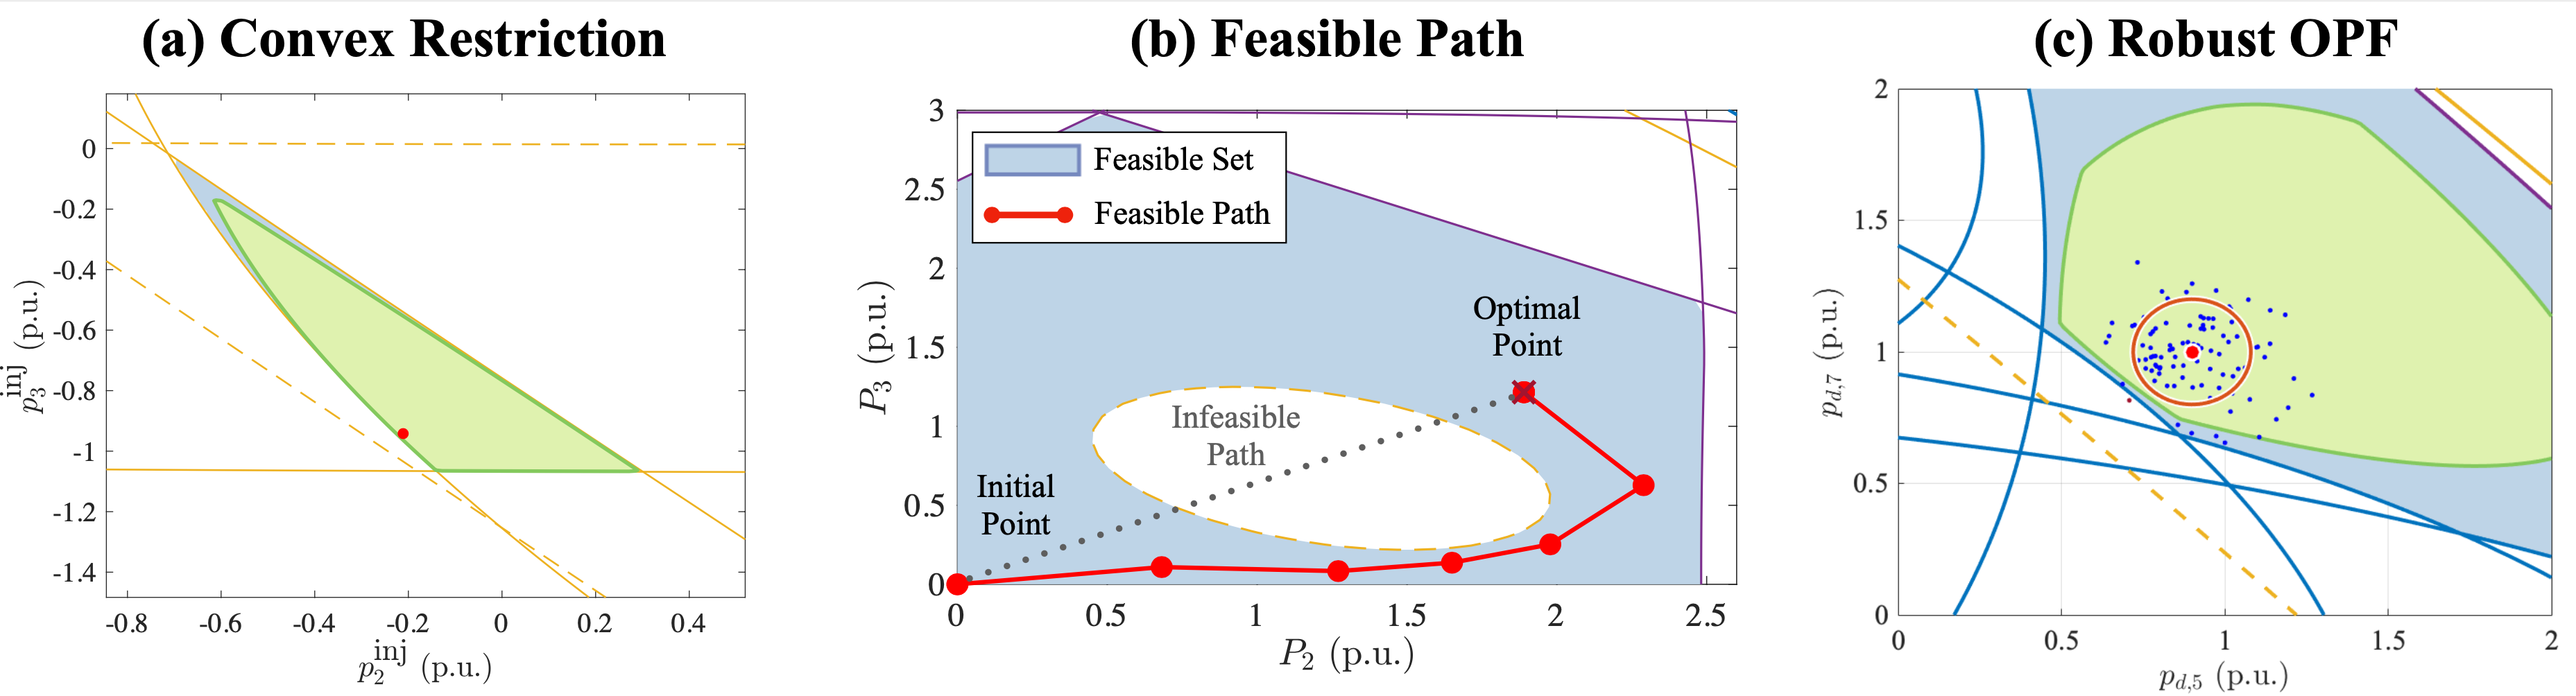 (a) Convex Restriction
0
-0.2
-0.4
-0.6
-0.8
-1
-1.2
-1.4
p_3^inj (p.u.)
-0.8 -0.6 -0.4 -0.2 0 0.2 0.4
p_2^inj (p.u.)
(b) Feasible Path
3
2.5
2
1.5
1
0.5
0
P_3 (p.u.)
Feasible Set
Feasible Path
Optimal
Point
Infeasible
Path
Initial
Point
0 0.5 1 1.5 2 2.5
P_2 (p.u.)
(c) Robust OPF
2
1.5
1
0.5
0
p_{d,7} (p.u.)
0 0.5 1 1.5 2
p_{d,5} (p.u.)